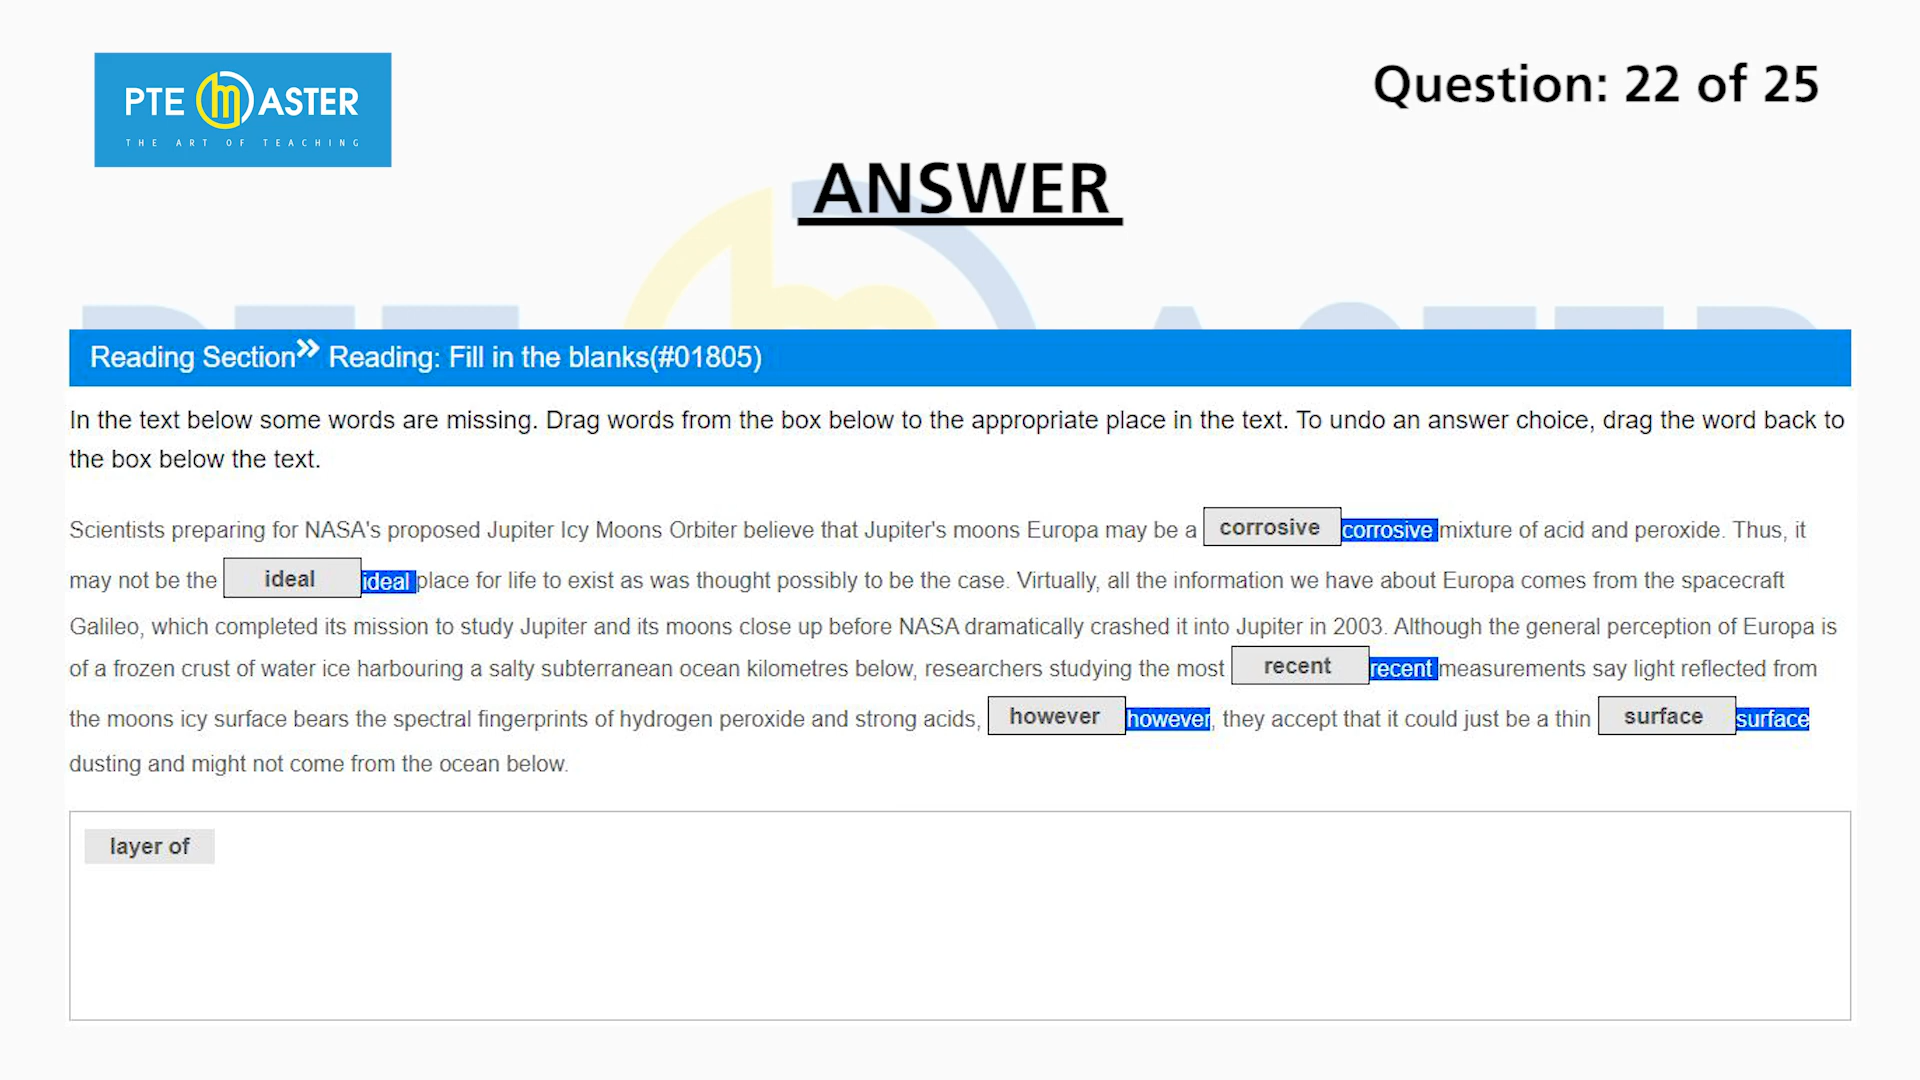 PTE MASTER
THE ART OF TEACHING
Question: 22 of 25
ANSWER
Reading Section» Reading: Fill in the blanks(#01805)
In the text below some words are missing. Drag words from the box below to the appropriate place in the text. To undo an answer choice, drag the word back to
the box below the text.
Scientists preparing for NASA's proposed Jupiter Icy Moons Orbiter believe that Jupiter's moons Europa may be a corrosive corrosive mixture of acid and peroxide. Thus, it
may not be the ideal ideal place for life to exist as was thought possibly to be the case. Virtually, all the information we have about Europa comes from the spacecraft
Galileo, which completed its mission to study Jupiter and its moons close up before NASA dramatically crashed it into Jupiter in 2003. Although the general perception of Europa is
of a frozen crust of water ice harbouring a salty subterranean ocean kilometres below, researchers studying the most recent recent measurements say light reflected from
the moons icy surface bears the spectral fingerprints of hydrogen peroxide and strong acids, however however, they accept that it could just be a thin surface surface
dusting and might not come from the ocean below.
layer of